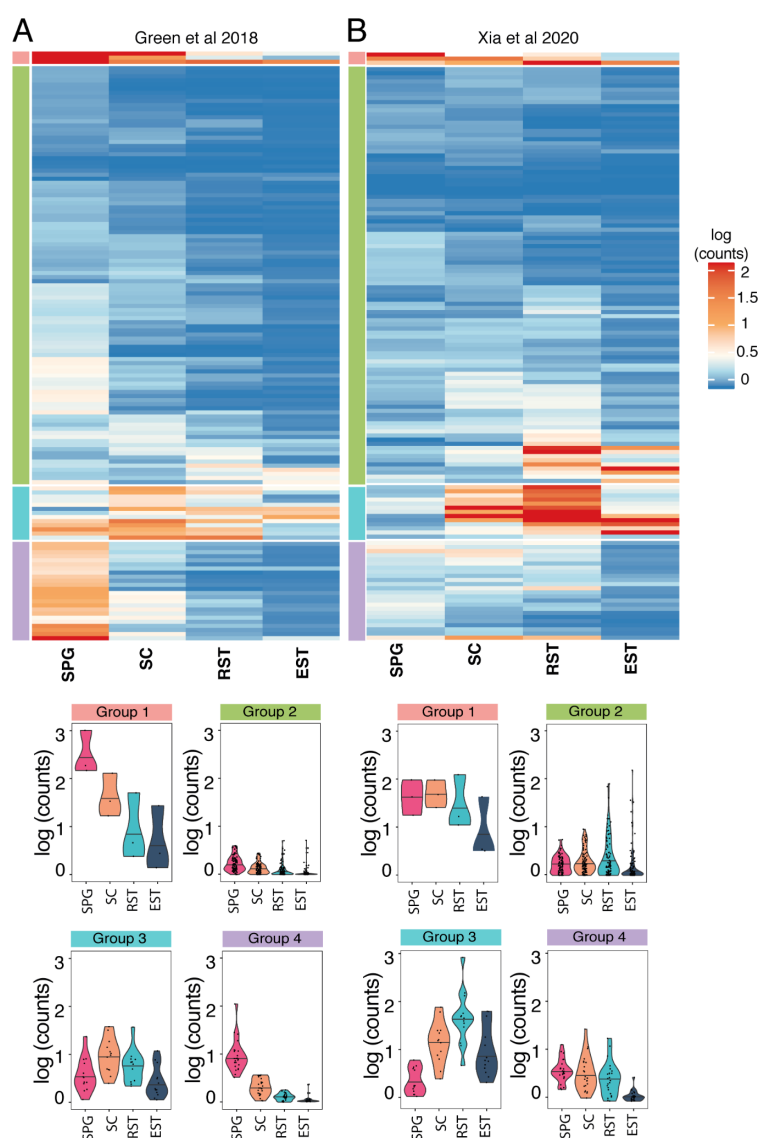 A
Green et al 2018
B
Xia et al 2020
log
(counts)
2
1.5
1
0.5
0
SPG
SC
RST
EST
SPG
SC
RST
EST
Group 1
log (counts)
3
2
1
0
SPG
SC
RST
EST
Group 2
log (counts)
3
2
1
0
SPG
SC
RST
EST
Group 1
log (counts)
3
2
1
0
SPG
SC
RST
EST
Group 2
log (counts)
3
2
1
0
SPG
SC
RST
EST
Group 3
log (counts)
3
2
1
0
SPG
SC
RST
EST
Group 4
log (counts)
3
2
1
0
SPG
SC
RST
EST
Group 3
log (counts)
3
2
1
0
SPG
SC
RST
EST
Group 4
log (counts)
3
2
1
0
SPG
SC
RST
EST